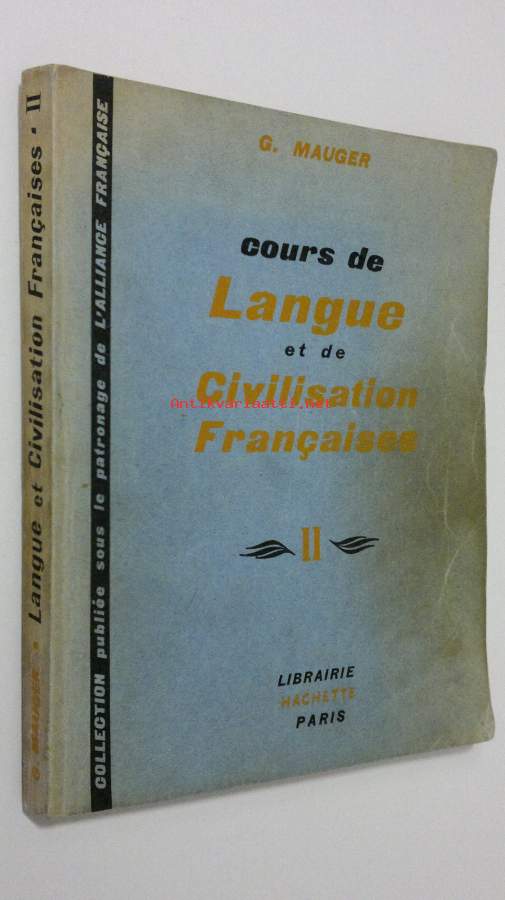 G. MAUGER
cours de
Langue
et de
Civilisation
Antikvariaatti.net
Françaises
II
LIBRAIRIE
HACHETTE
PARIS
COLLECTION publiée sous le patronage de L'ALLIANCE FRANÇAISE
G MAUGER • Langue et Civilisation Françaises • II